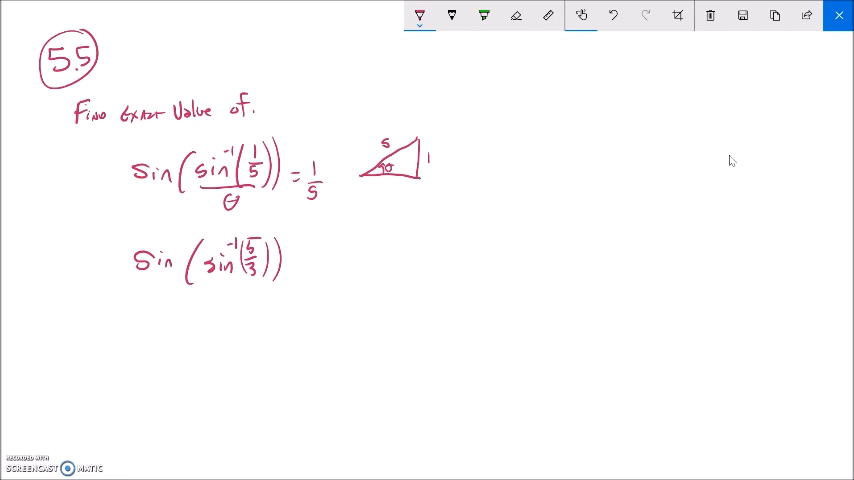 5.5
Find Exact Value of.
sin(sin⁻¹(1/5)) = 1/5
θ
5
1
θ
sin(sin⁻¹(5/3))
RECORDED WITH
SCREENCAST MATIC